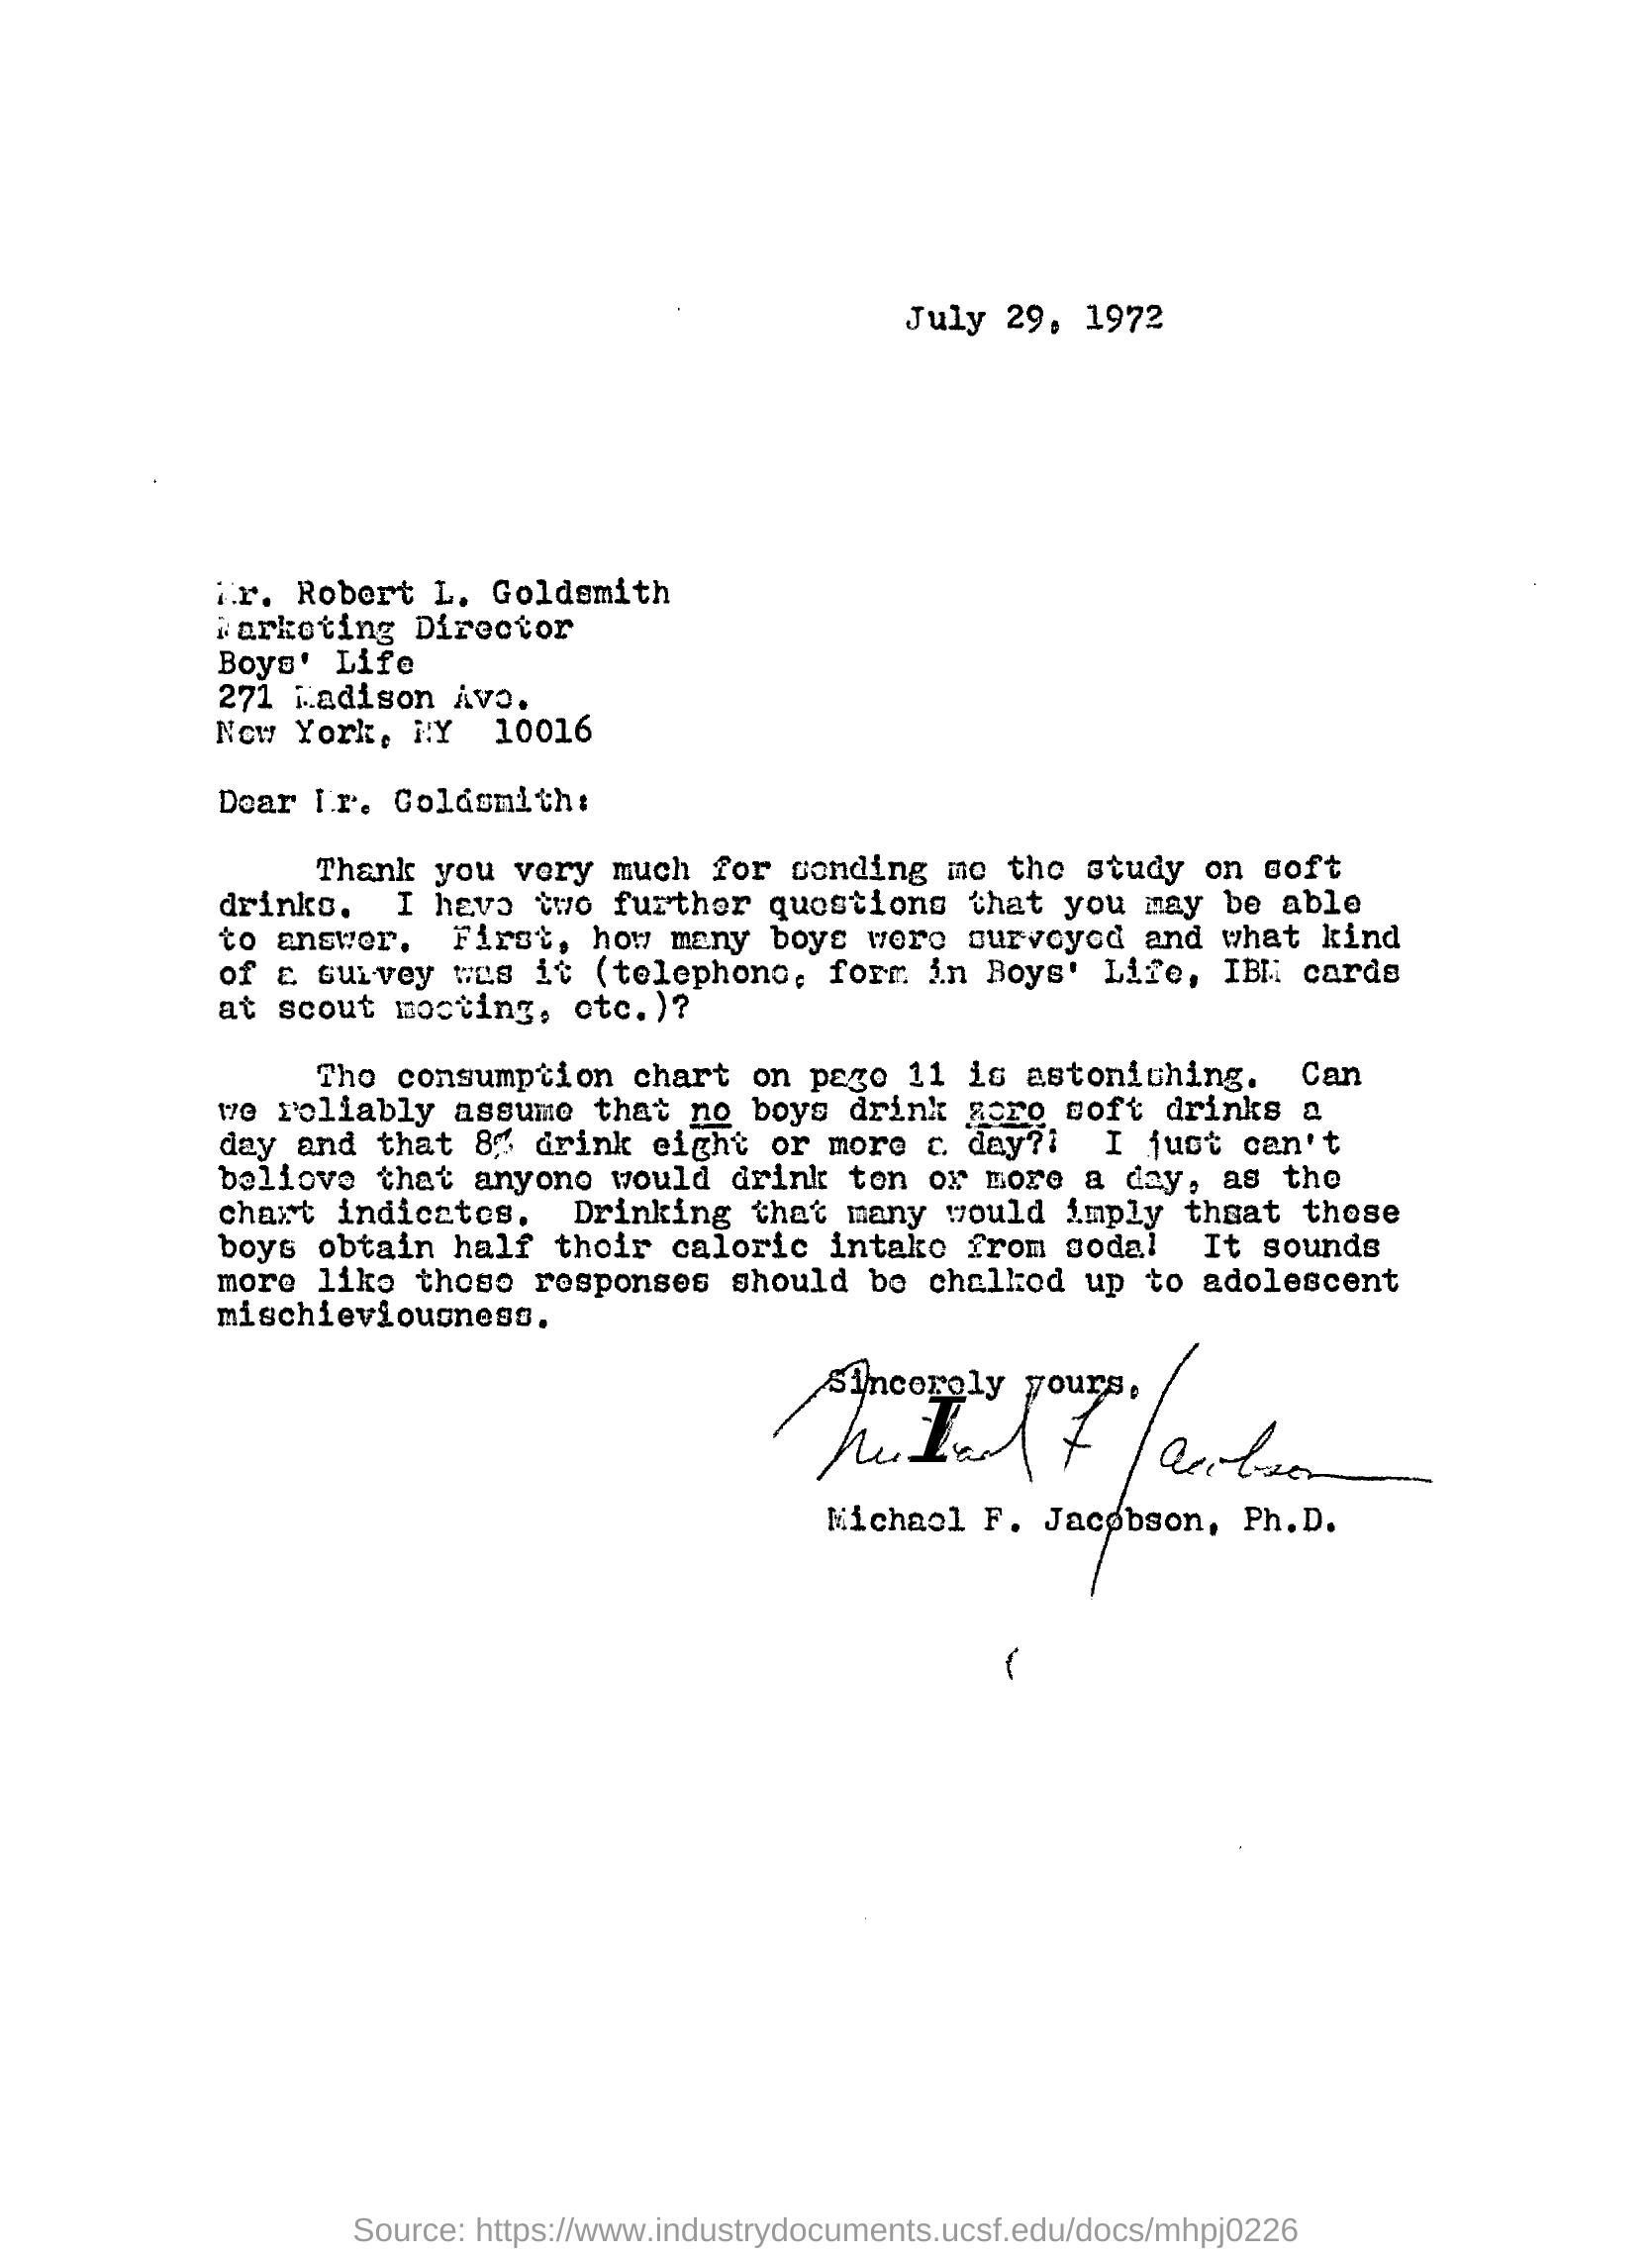 July 29, 1972
Mr. Robert L. Goldsmith
Marketing Director
Boys' Life
271 Madison Ave.
New York, NY 10016
Dear Mr. Goldsmith:
Thank you very much for sending me the study on soft
drinks. I have two further questions that you may be able
to answer. First, how many boys were surveyed and what kind
of a survey was it (telephone, form in Boys' Life, IBM cards
at scout meeting, etc.)?
The consumption chart on page 11 is astonishing. Can
we reliably assume that no boys drink zero soft drinks a
day and that 8% drink eight or more a day?! I just can't
believe that anyone would drink ten or more a day, as the
chart indicates. Drinking that many would imply thsat these
boys obtain half their caloric intake from soda! It sounds
more like these responses should be chalked up to adolescent
mischieviousness.
Sincerely yours,
Michael F Jacobson
Michael F. Jacobson, Ph.D.
Source: https://www.industrydocuments.ucsf.edu/docs/mhpj0226